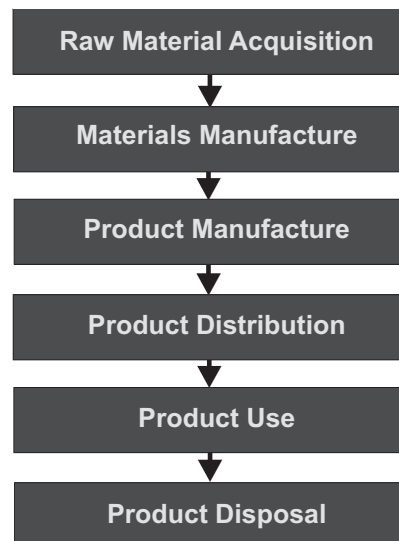 Raw Material Acquisition
Materials Manufacture
Product Manufacture
Product Distribution
Product Use
Product Disposal